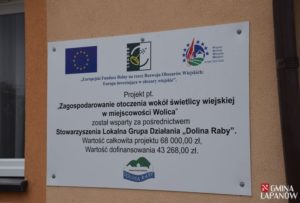 „Europejski Fundusz Rolny na rzecz Rozwoju Obszarów Wiejskich:
Europa inwestująca w obszary wiejskie".
Projekt pt.
„Zagospodarowanie otoczenia wokół świetlicy wiejskiej
w miejscowości Wolica"
został wsparty za pośrednictwem
Stowarzyszenia Lokalna Grupa Działania „Dolina Raby".
Wartość całkowita projektu 68 000,00 zł,
Wartość dofinansowania 43 268,00 zł.
GMINA
ŁAPANÓW